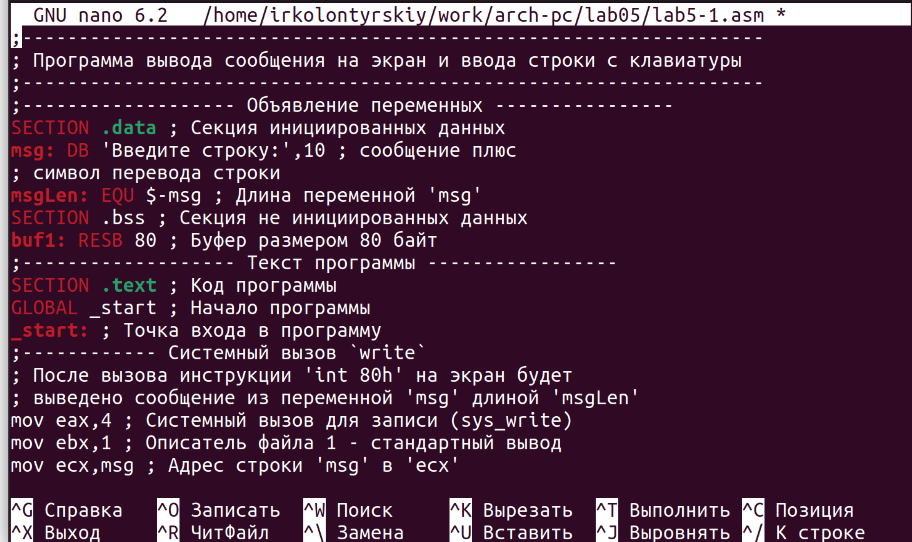 GNU nano 6.2 /home/irkolontyrskiy/work/arch-pc/lab05/lab5-1.asm *
;------------------------------------------------------------------
; Программа вывода сообщения на экран и ввода строки с клавиатуры
;------------------------------------------------------------------
;------------------- Объявление переменных ----------------
SECTION .data ; Секция инициированных данных
msg: DB 'Введите строку:',10 ; сообщение плюс
; символ перевода строки
msgLen: EQU $-msg ; Длина переменной 'msg'
SECTION .bss ; Секция не инициированных данных
buf1: RESB 80 ; Буфер размером 80 байт
;------------------- Текст программы -----------------
SECTION .text ; Код программы
GLOBAL _start ; Начало программы
_start: ; Точка входа в программу
;------------ Системный вызов `write`
; После вызова инструкции 'int 80h' на экран будет
; выведено сообщение из переменной 'msg' длиной 'msgLen'
mov eax,4 ; Системный вызов для записи (sys_write)
mov ebx,1 ; Описатель файла 1 - стандартный вывод
mov ecx,msg ; Адрес строки 'msg' в 'ecx'
^G Справка ^O Записать ^W Поиск ^K Вырезать ^T Выполнить ^C Позиция
^X Выход ^R ЧитФайл ^\ Замена ^U Вставить ^J Выровнять ^/ К строке